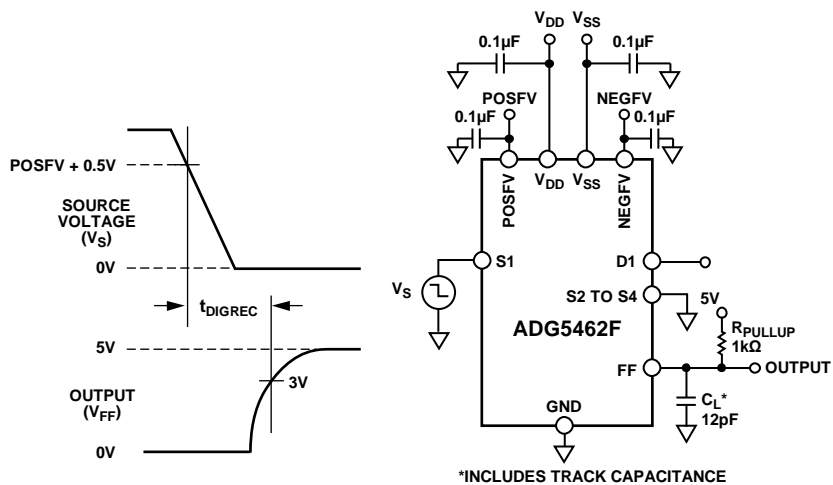 POSFV + 0.5V
SOURCE
VOLTAGE
(VS)
0V
tDIGREC
5V
OUTPUT
(VFF)
3V
0V
VDD
VSS
0.1µF
0.1µF
POSFV
NEGFV
0.1µF
0.1µF
POSFV
VDD
VSS
NEGFV
S1
D1
VS
S2 TO S4
5V
ADG5462F
RPULLUP
1kΩ
FF
OUTPUT
GND
CL*
12pF
*INCLUDES TRACK CAPACITANCE